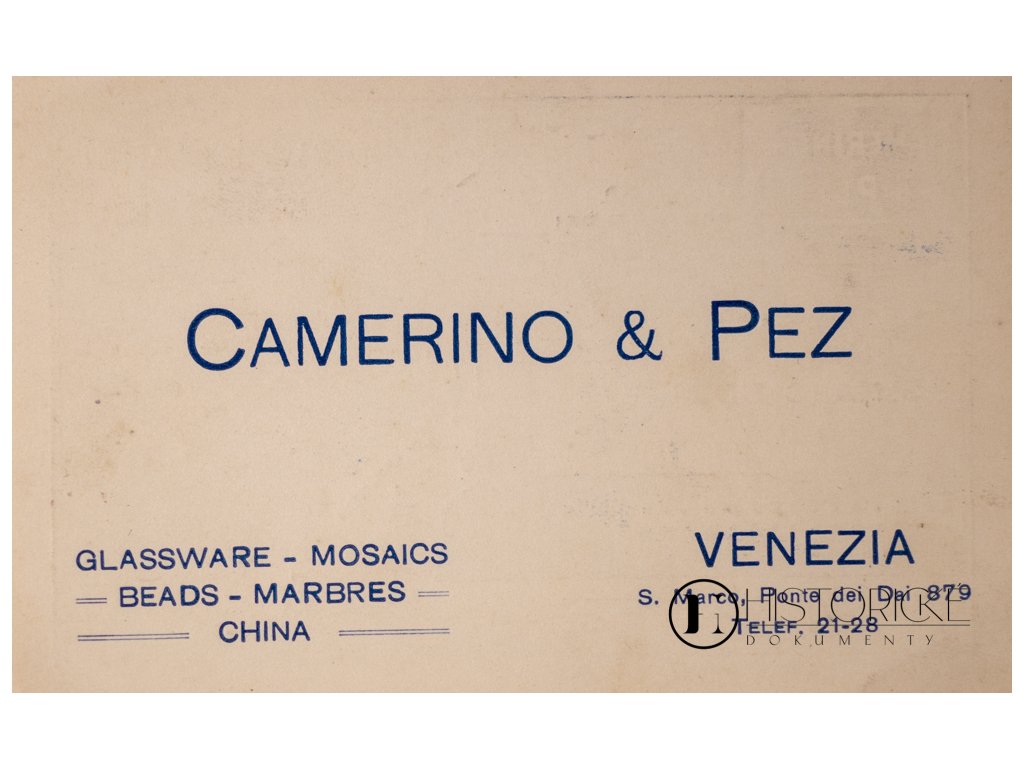 CAMERINO & PEZ
GLASSWARE - MOSAICS
BEADS - MARBRES
CHINA
VENEZIA
S. Marco, Ponte dei Dai 879
TELEF. 21-28
HISTORICKÉ
DOKUMENTY